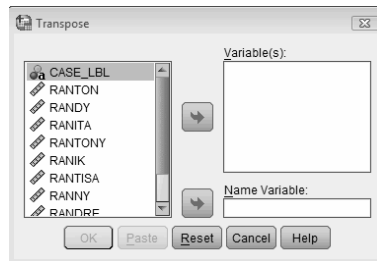 Transpose
Variable(s):
CASE_LBL
RANTON
RANDY
RANITA
RANTONY
RANIK
RANTISA
RANNY
RANDRE
Name Variable:
OK
Paste
Reset
Cancel
Help